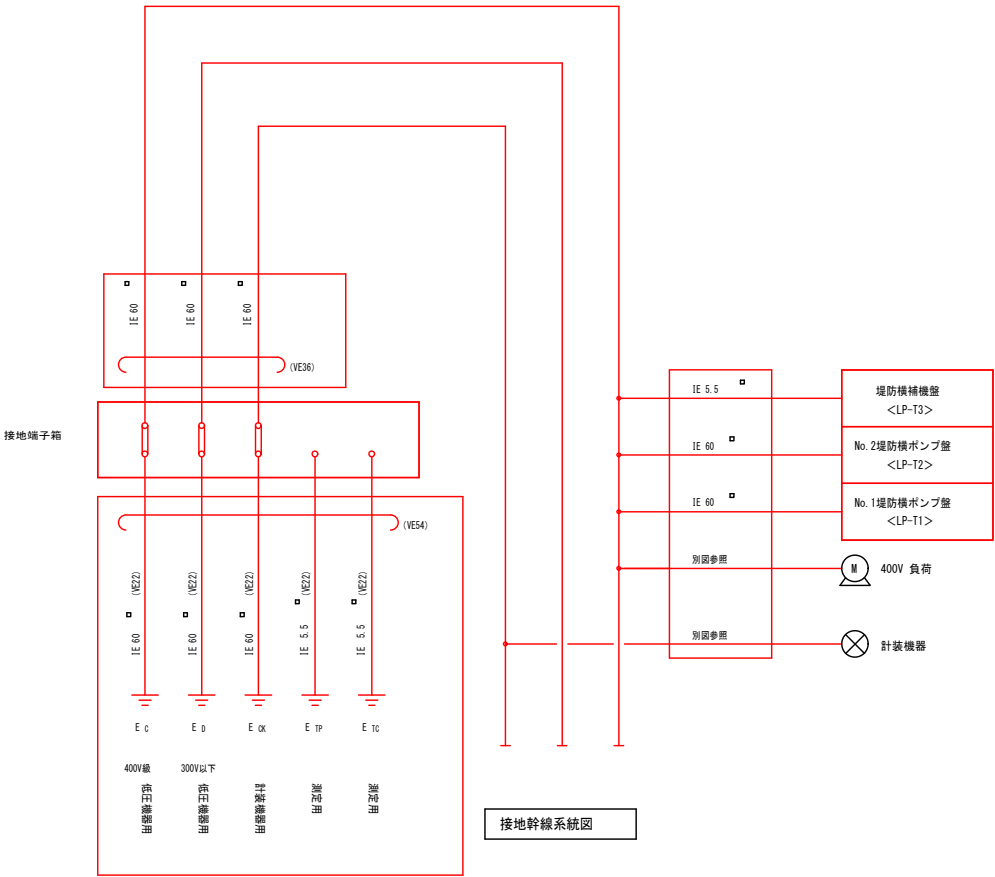 IE 60
IE 60
IE 60
(VE36)
接地端子箱
(VE54)
(VE22)
(VE22)
(VE22)
(VE22)
(VE22)
IE 60
IE 60
IE 60
IE 5.5
IE 5.5
E C
E D
E CK
E TP
E TC
400V級
300V以下
低圧機器用
低圧機器用
計装機器用
測定用
測定用
IE 5.5
堤防横補機盤
<LP-T3>
IE 60
No.2堤防横ポンプ盤
<LP-T2>
IE 60
No.1堤防横ポンプ盤
<LP-T1>
別図参照
M
400V 負荷
別図参照
計装機器
接地幹線系統図